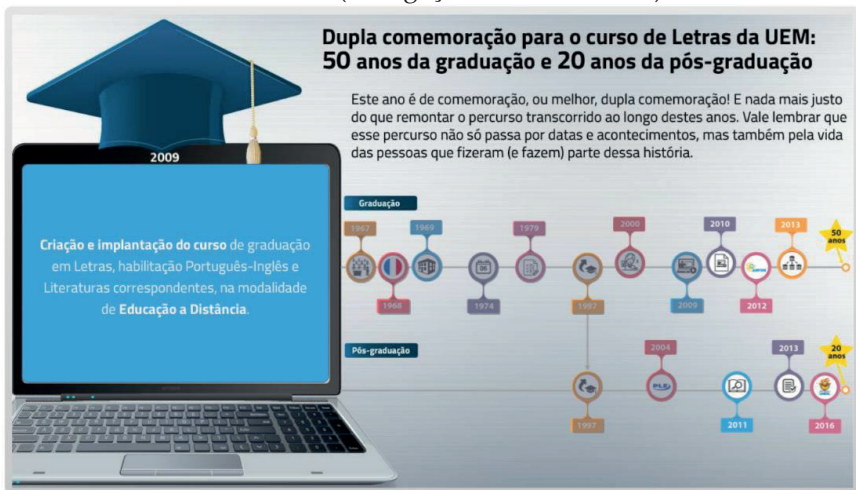 Dupla comemoração para o curso de Letras da UEM:
50 anos da graduação e 20 anos da pós-graduação
Este ano é de comemoração, ou melhor, dupla comemoração! E nada mais justo
do que remontar o percurso transcorrido ao longo destes anos. Vale lembrar que
esse percurso não só passa por datas e acontecimentos, mas também pela vida
das pessoas que fizeram (e fazem) parte dessa história.
2009
Criação e implantação do curso de graduação
em Letras, habilitação Português-Inglês e
Literaturas correspondentes, na modalidade
de Educação a Distância.
Graduação
1967
1969
1979
2000
2010
2013
50
anos
1966
1974
1997
2009
2012
Pós-graduação
2004
2013
20
anos
PLE
1997
2011
2016